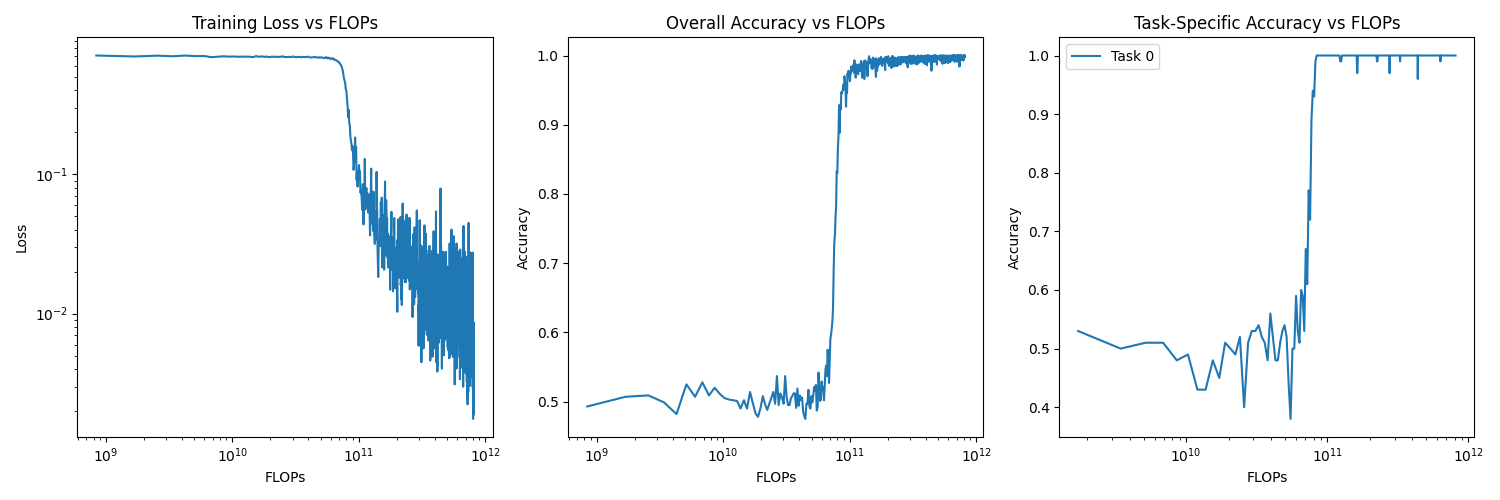 Training Loss vs FLOPs
Loss
10⁻¹
10⁻²
10⁹
10¹⁰
10¹¹
10¹²
FLOPs
Overall Accuracy vs FLOPs
Accuracy
1.0
0.9
0.8
0.7
0.6
0.5
10⁹
10¹⁰
10¹¹
10¹²
FLOPs
Task-Specific Accuracy vs FLOPs
Task 0
Accuracy
1.0
0.9
0.8
0.7
0.6
0.5
0.4
10¹⁰
10¹¹
10¹²
FLOPs